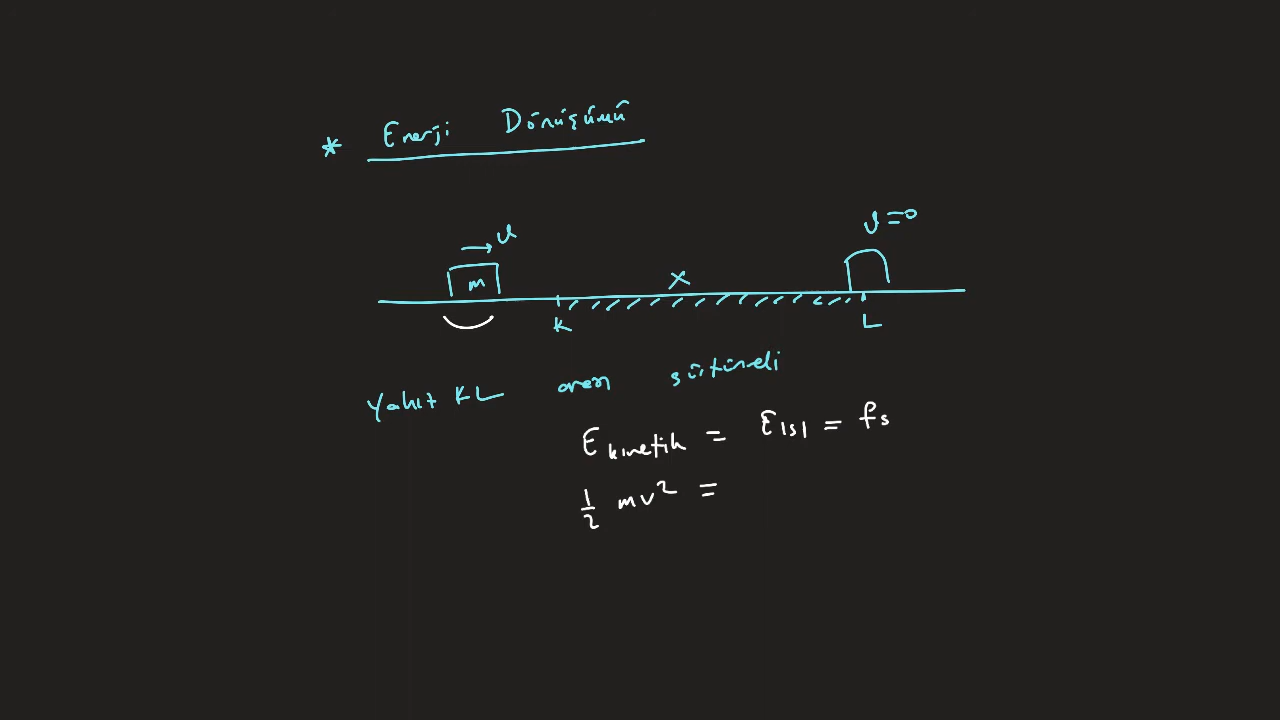 * Enerji Dönüşümü
v
v=0
m
x
K
L
Yalnız KL arası sürtünmeli
E kinetik = E ısı = fs
1/2 mv² =